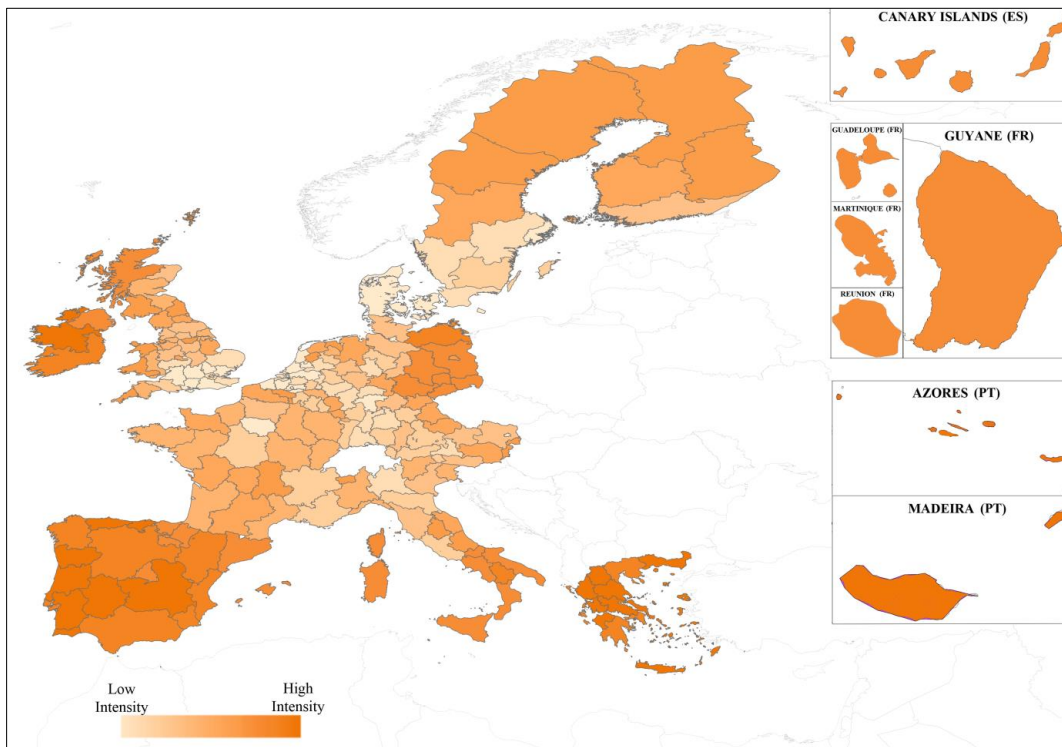 CANARY ISLANDS (ES)
GUADELOUPE (FR)
GUYANE (FR)
MARTINIQUE (FR)
REUNION (FR)
AZORES (PT)
MADEIRA (PT)
Low
Intensity
High
Intensity